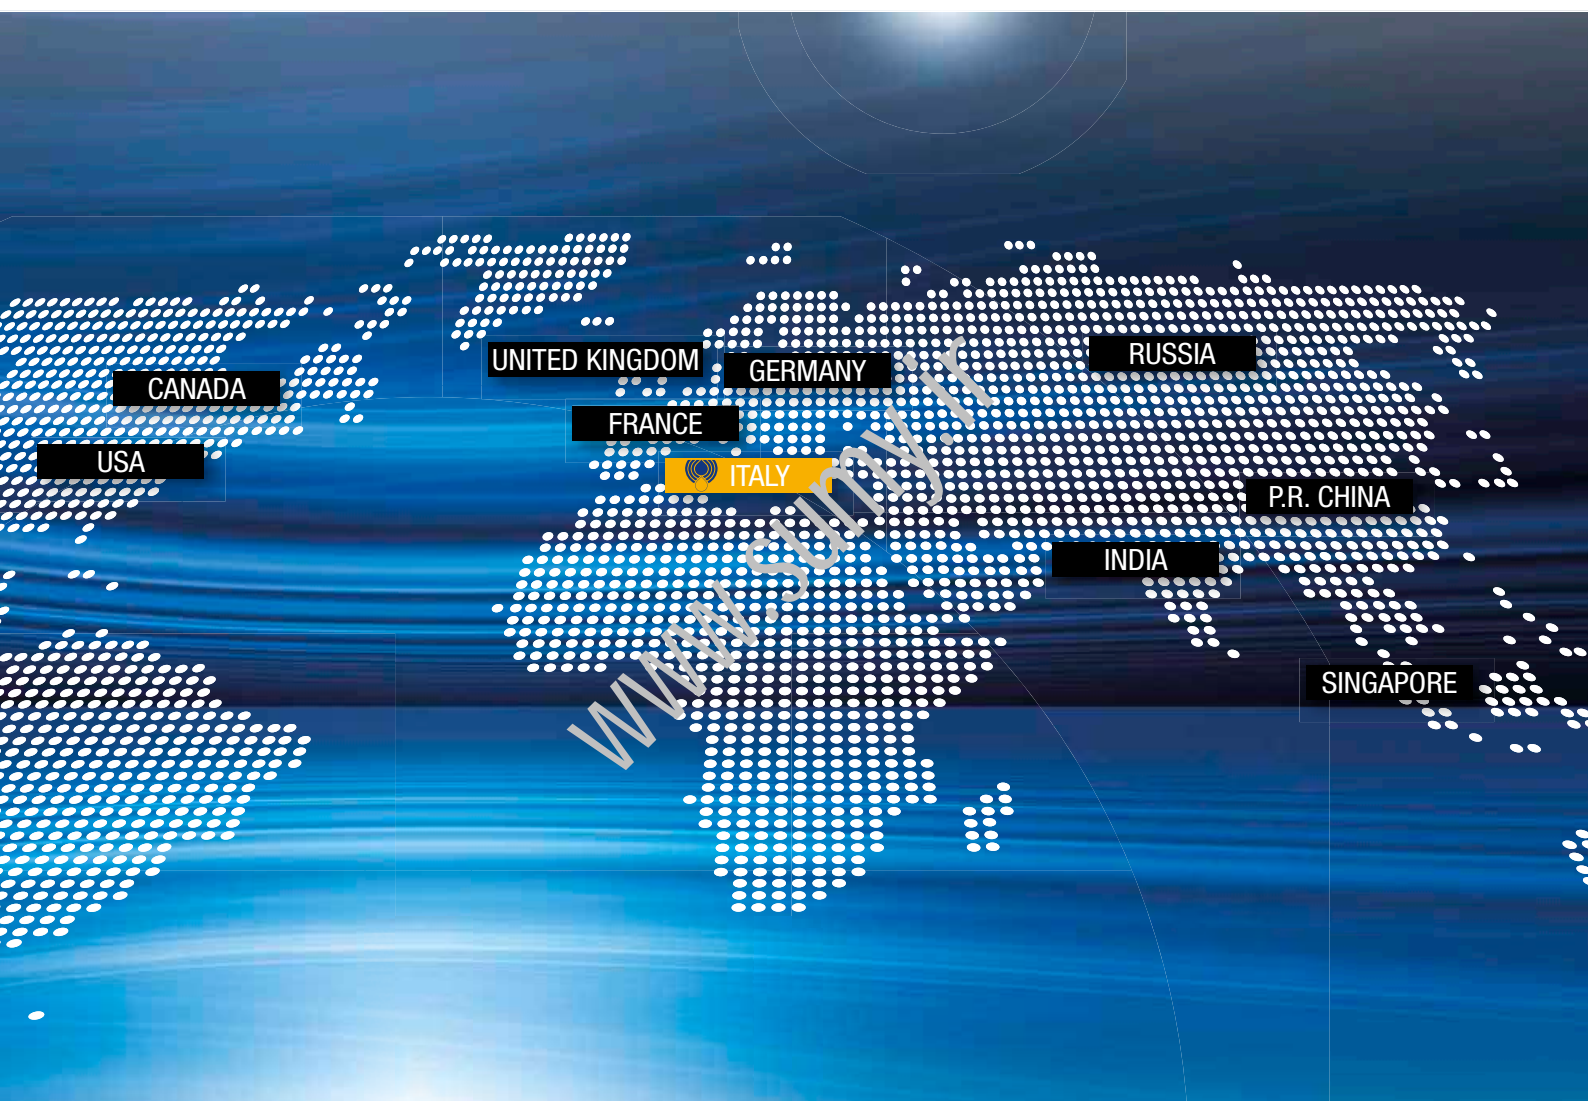 UNITED KINGDOM
GERMANY
RUSSIA
CANADA
FRANCE
USA
ITALY
P.R. CHINA
INDIA
SINGAPORE
www.sumy.ir